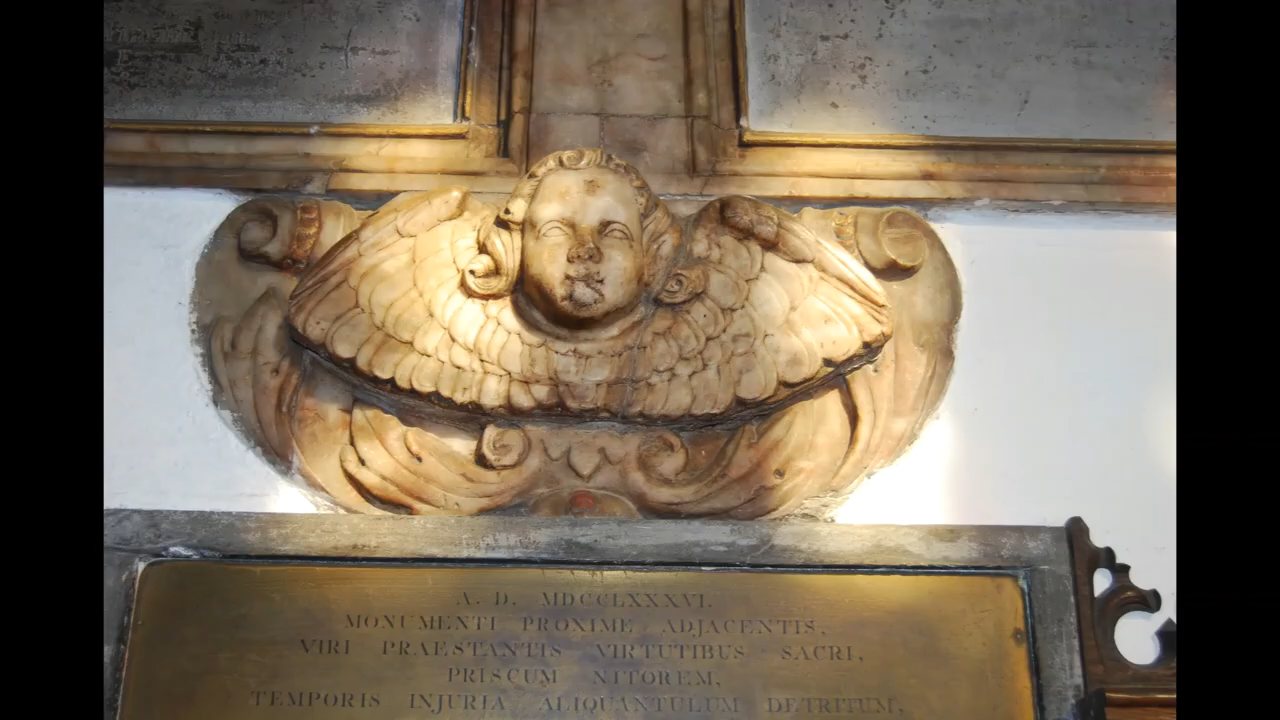 A. D. MDCCLXXXVI.
MONUMENTI PROXIME ADJACENTIS,
VIRI PRAESTANTIS VIRTUTIBUS SACRI,
PRISCUM NITOREM,
TEMPORIS INJURIA ALIQUANTULUM DETRITUM,